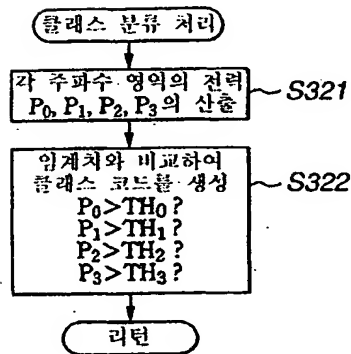 클래스 분류 처리
각 주파수 영역의 전력
P₀, P₁, P₂, P₃의 산출
S321
임계치와 비교하여
클래스 코드를 생성
S322
P₀>TH₀?
P₁>TH₁?
P₂>TH₂?
P₃>TH₃?
리턴